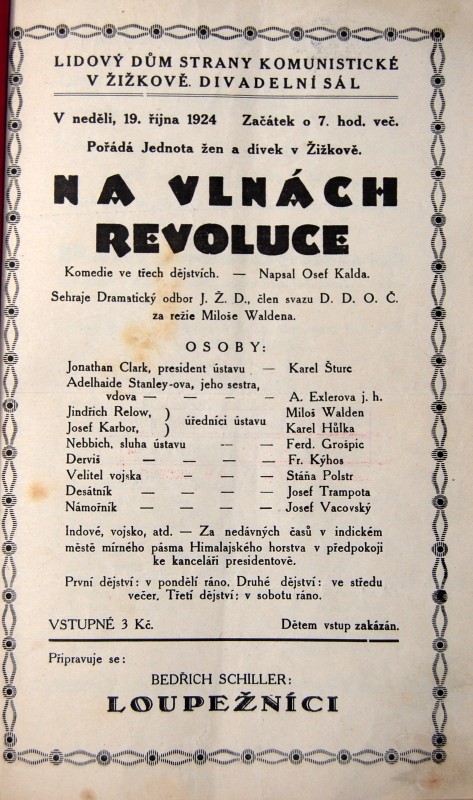 LIDOVÝ DŮM STRANY KOMUNISTICKÉ
V ŽIŽKOVĚ. DIVADELNÍ SÁL
V neděli, 19. října 1924 Začátek o 7. hod. več.
Pořádá Jednota žen a dívek v Žižkově.
NA VLNÁCH
REVOLUCE
Komedie ve třech dějstvích. — Napsal Osef Kalda.
Sehraje Dramatický odbor J. Ž. D., člen svazu D. D. O. Č.
za režie Miloše Waldena.
OSOBY:
Jonathan Clark, president ústavu — Karel Šturc
Adelhaide Stanley-ova, jeho sestra,
vdova — — — — A. Exlerova j. h.
Jindřich Relow, ) úředníci ústavu Miloš Walden
Josef Karbor, ) Karel Hůlka
Nebbich, sluha ústavu — — Ferd. Grošpic
Derviš — — — — Fr. Kýhos
Velitel vojska — — — Stáňa Polstr
Desátník — — — — Josef Trampota
Námořník — — — — Josef Vacovský
Indové, vojsko, atd. — Za nedávných časů v indickém
městě mírného pásma Himalajského horstva v předpokoji
ke kanceláři presidentově.
První dějství: v pondělí ráno. Druhé dějství: ve středu
večer. Třetí dějství: v sobotu ráno.
VSTUPNÉ 3 Kč. Dětem vstup zakázán.
Připravuje se:
BEDŘICH SCHILLER:
LOUPEŽNÍCI